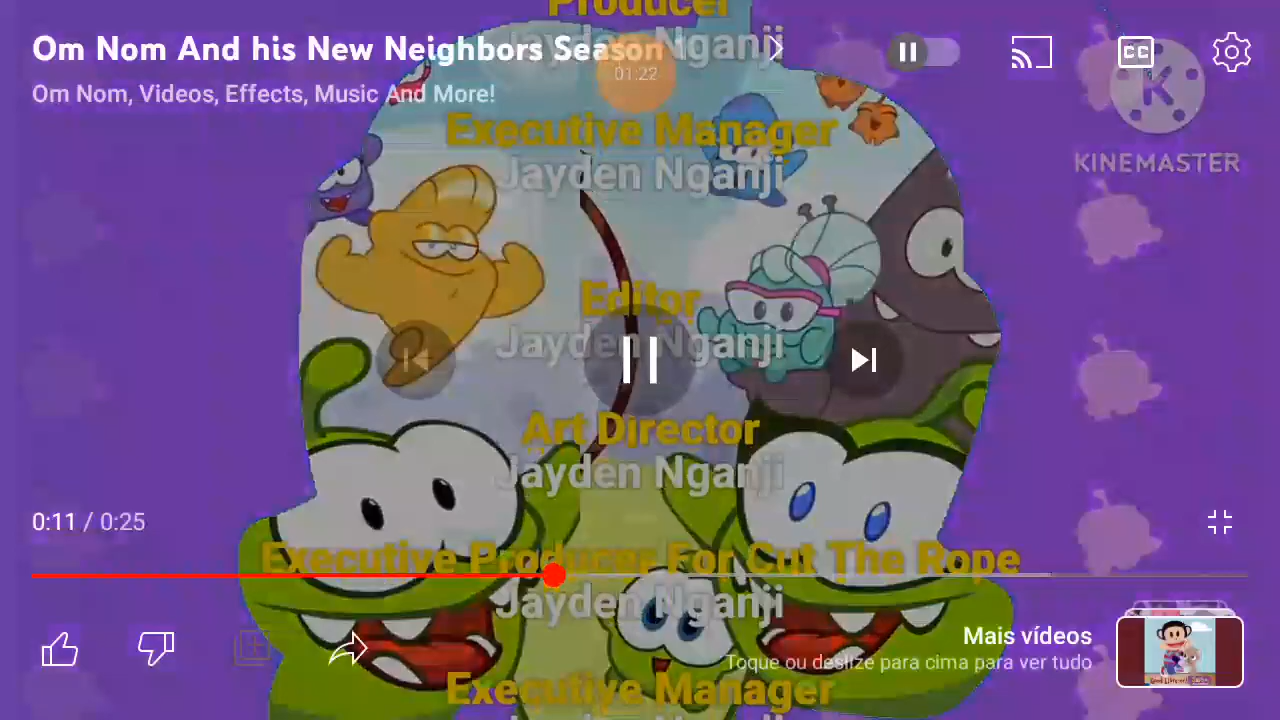 Producer
Jayden Nganji
Om Nom And his New Neighbors Season
01:22
CC
Om Nom, Videos, Effects, Music And More!
K
KINEMASTER
Executive Manager
Jayden Nganji
Editor
Jayden Nganji
Art Director
Jayden Nganji
0:11 / 0:25
Executive Producer For Cut The Rope
Jayden Nganji
Mais vídeos
Toque ou deslize para cima para ver tudo
Executive Manager